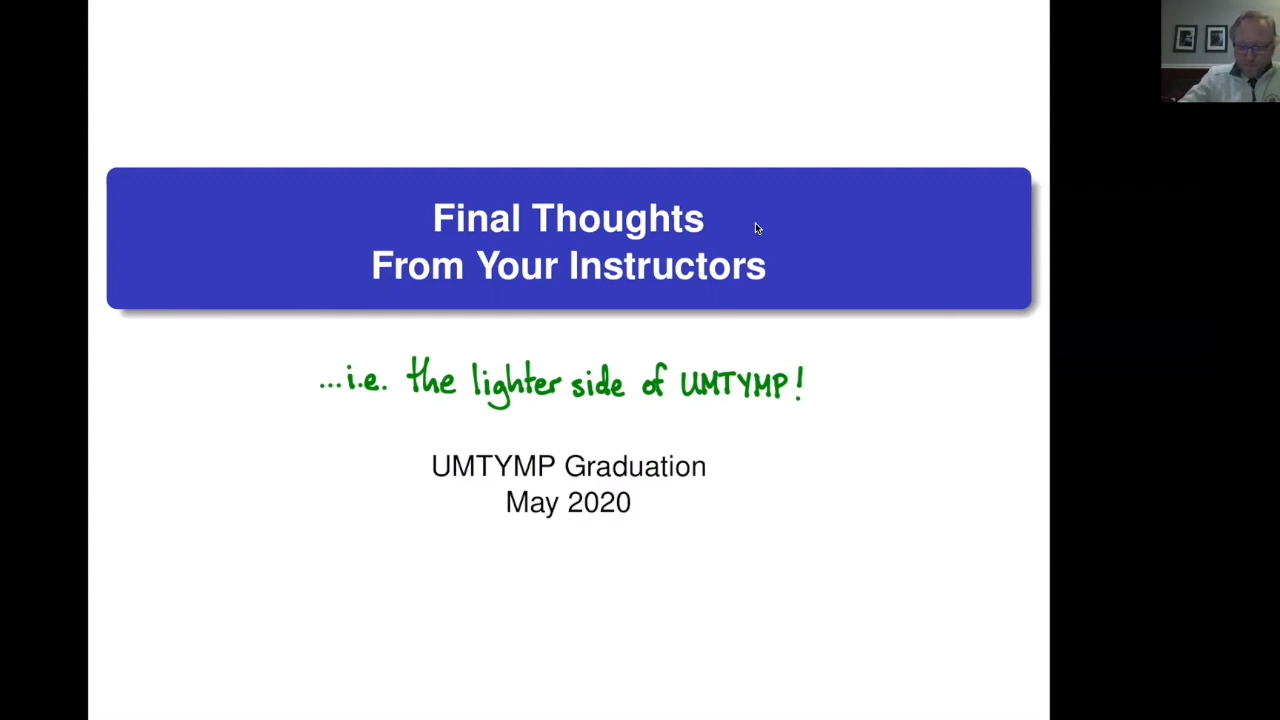 Final Thoughts
From Your Instructors
...i.e. the lighter side of UMTYMP!
UMTYMP Graduation
May 2020